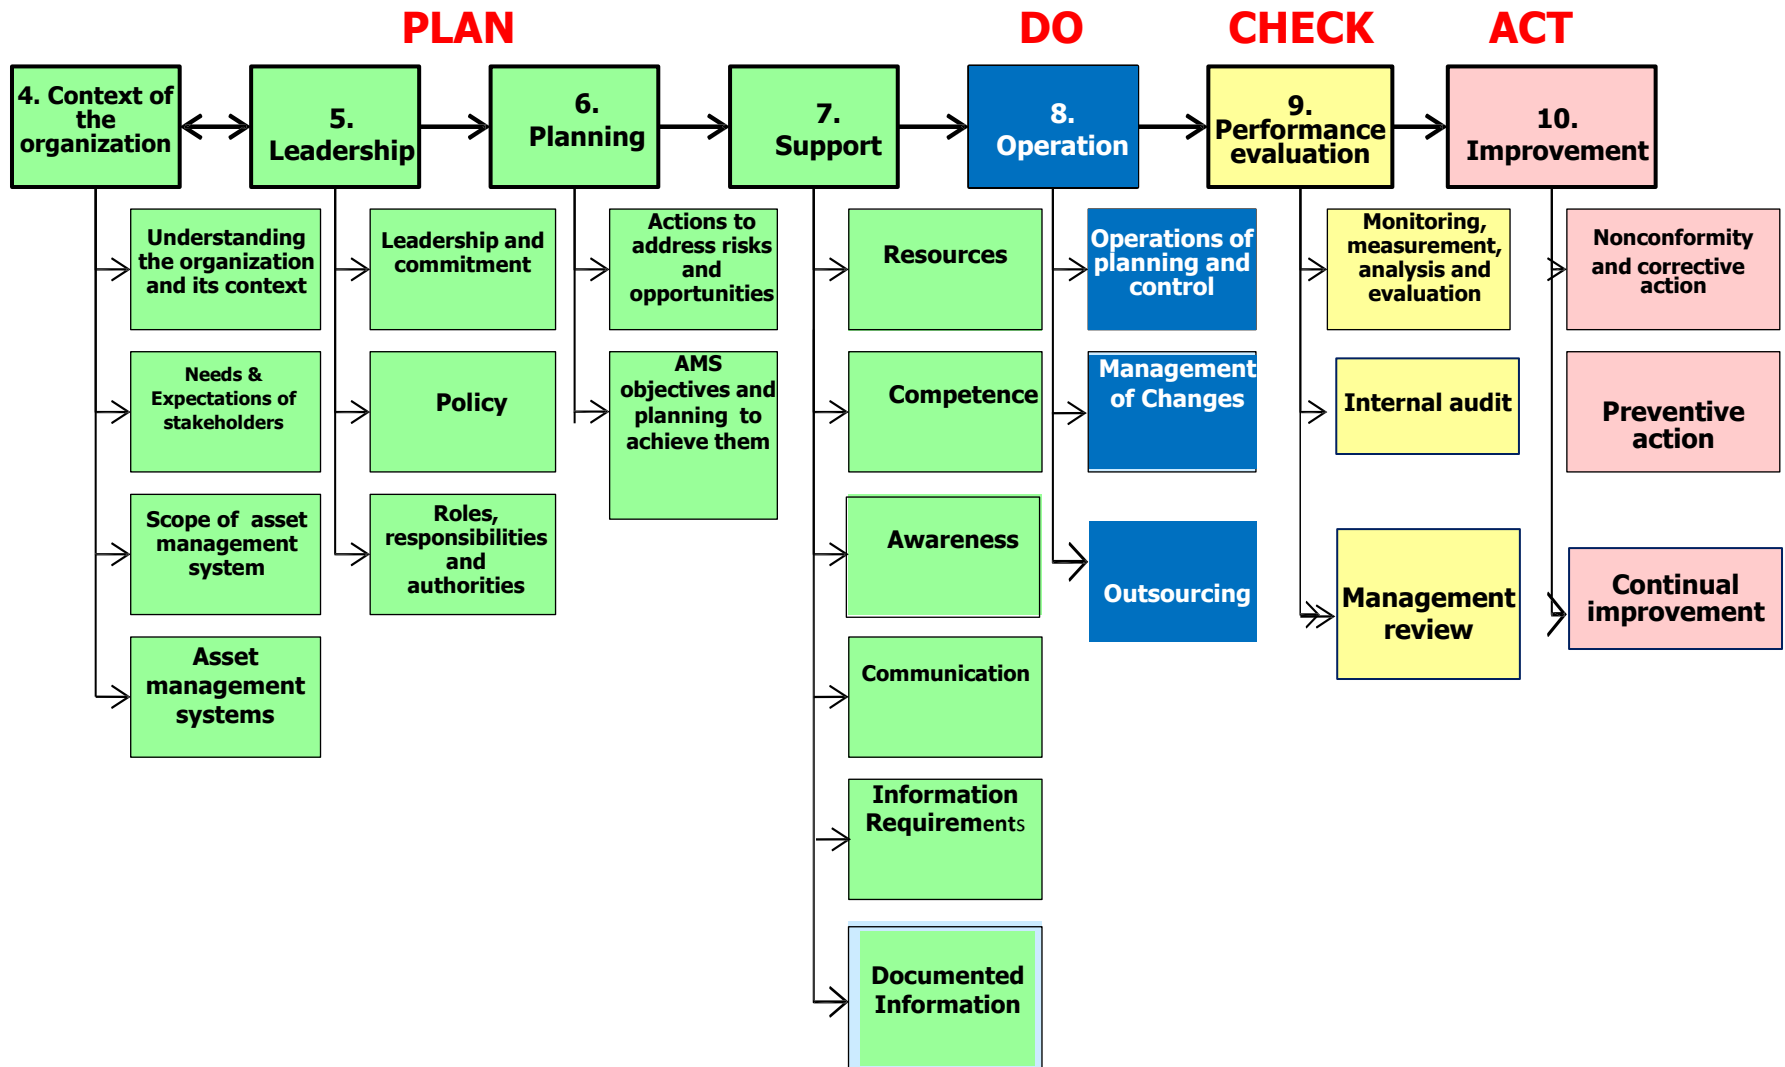 PLAN
DO
CHECK
ACT
4. Context of
the
organization
5.
Leadership
6.
Planning
7.
Support
8.
Operation
9.
Performance
evaluation
10.
Improvement
Understanding
the organization
and its context
Needs &
Expectations of
stakeholders
Scope of asset
management
system
Asset
management
systems
Leadership and
commitment
Policy
Roles,
responsibilities
and
authorities
Actions to
address risks
and
opportunities
AMS
objectives and
planning to
achieve them
Resources
Competence
Awareness
Communication
Information
Requirements
Documented
Information
Operations of
planning and
control
Management
of Changes
Outsourcing
Monitoring,
measurement,
analysis and
evaluation
Internal audit
Management
review
Nonconformity
and corrective
action
Preventive
action
Continual
improvement